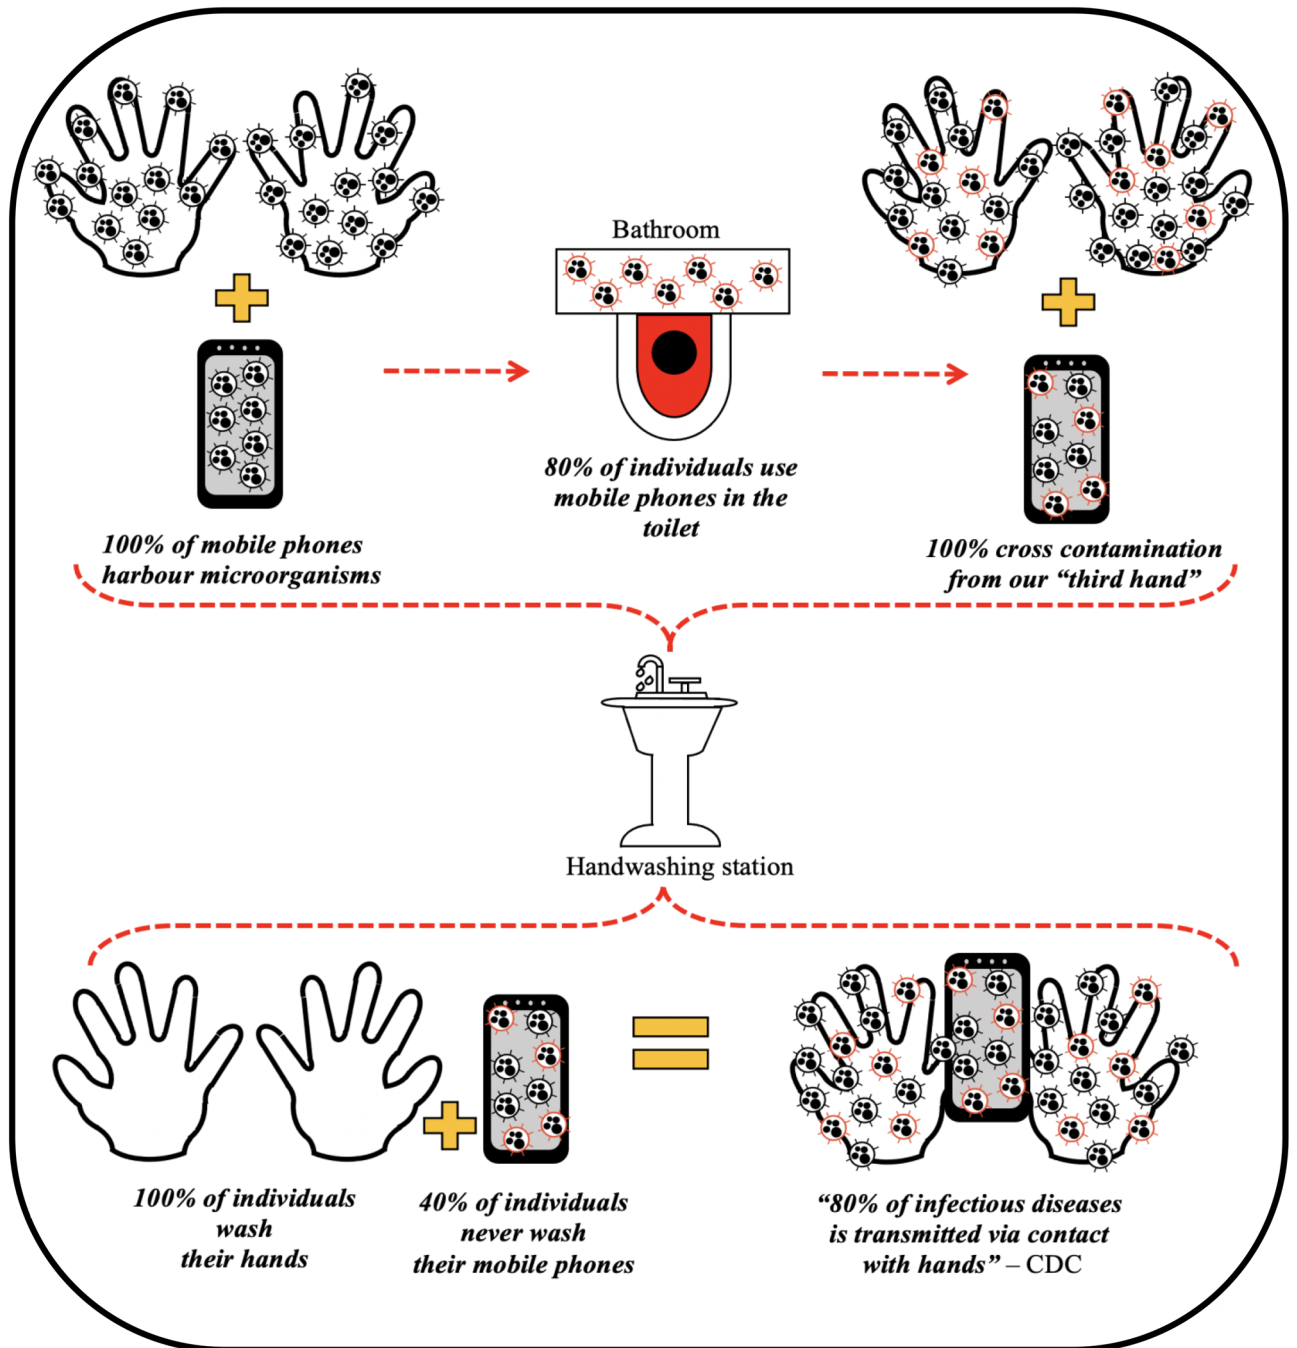 Bathroom
80% of individuals use
mobile phones in the
toilet
100% of mobile phones
harbour microorganisms
100% cross contamination
from our “third hand”
Handwashing station
100% of individuals
wash
their hands
40% of individuals
never wash
their mobile phones
“80% of infectious diseases
is transmitted via contact
with hands” – CDC